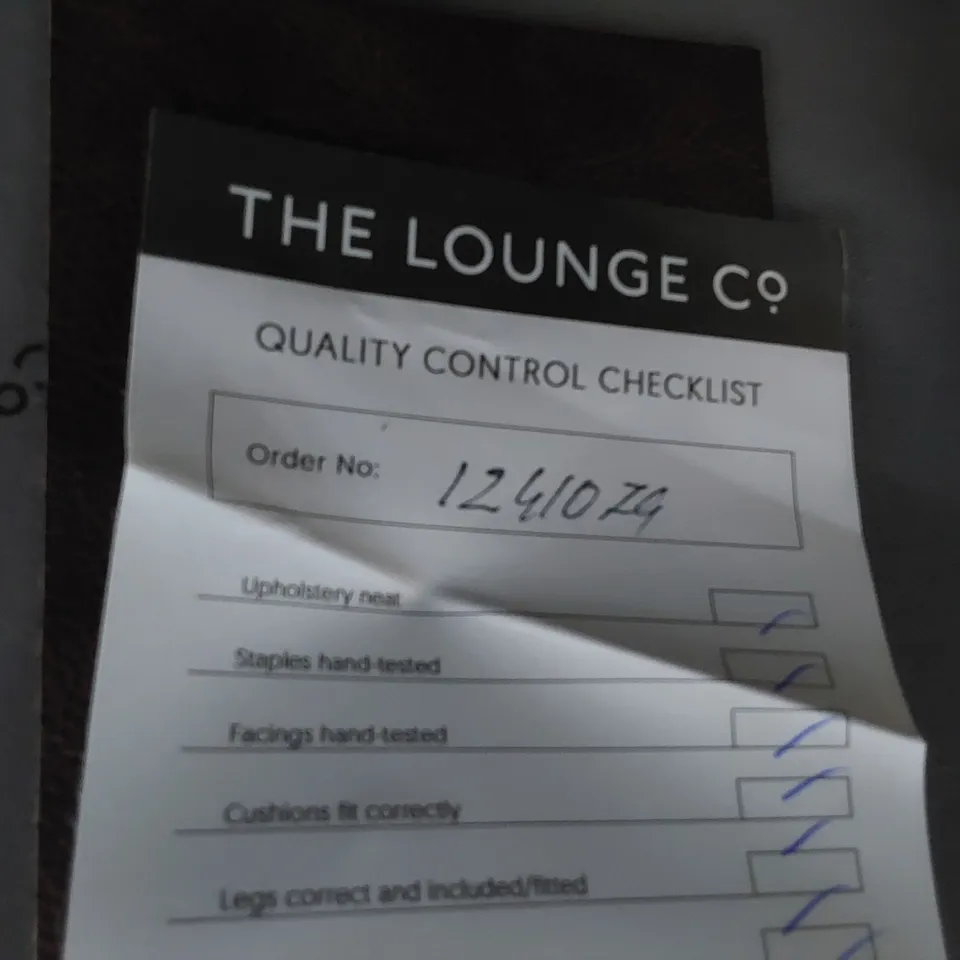 THE LOUNGE Cº
QUALITY CONTROL CHECKLIST
Order No: 1241079
Upholstery neat
Staples hand-tested
Facings hand-tested
Cushions fit correctly
Legs correct and included/fitted